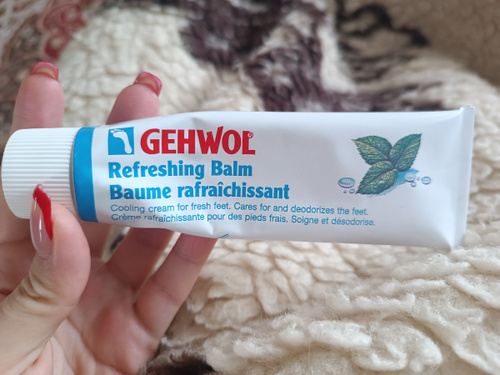 GEHWOL®
Refreshing Balm
Baume rafraîchissant
Cooling cream for fresh feet. Cares for and deodorizes the feet.
Crème rafraîchissante pour des pieds frais. Soigne et désodorise.